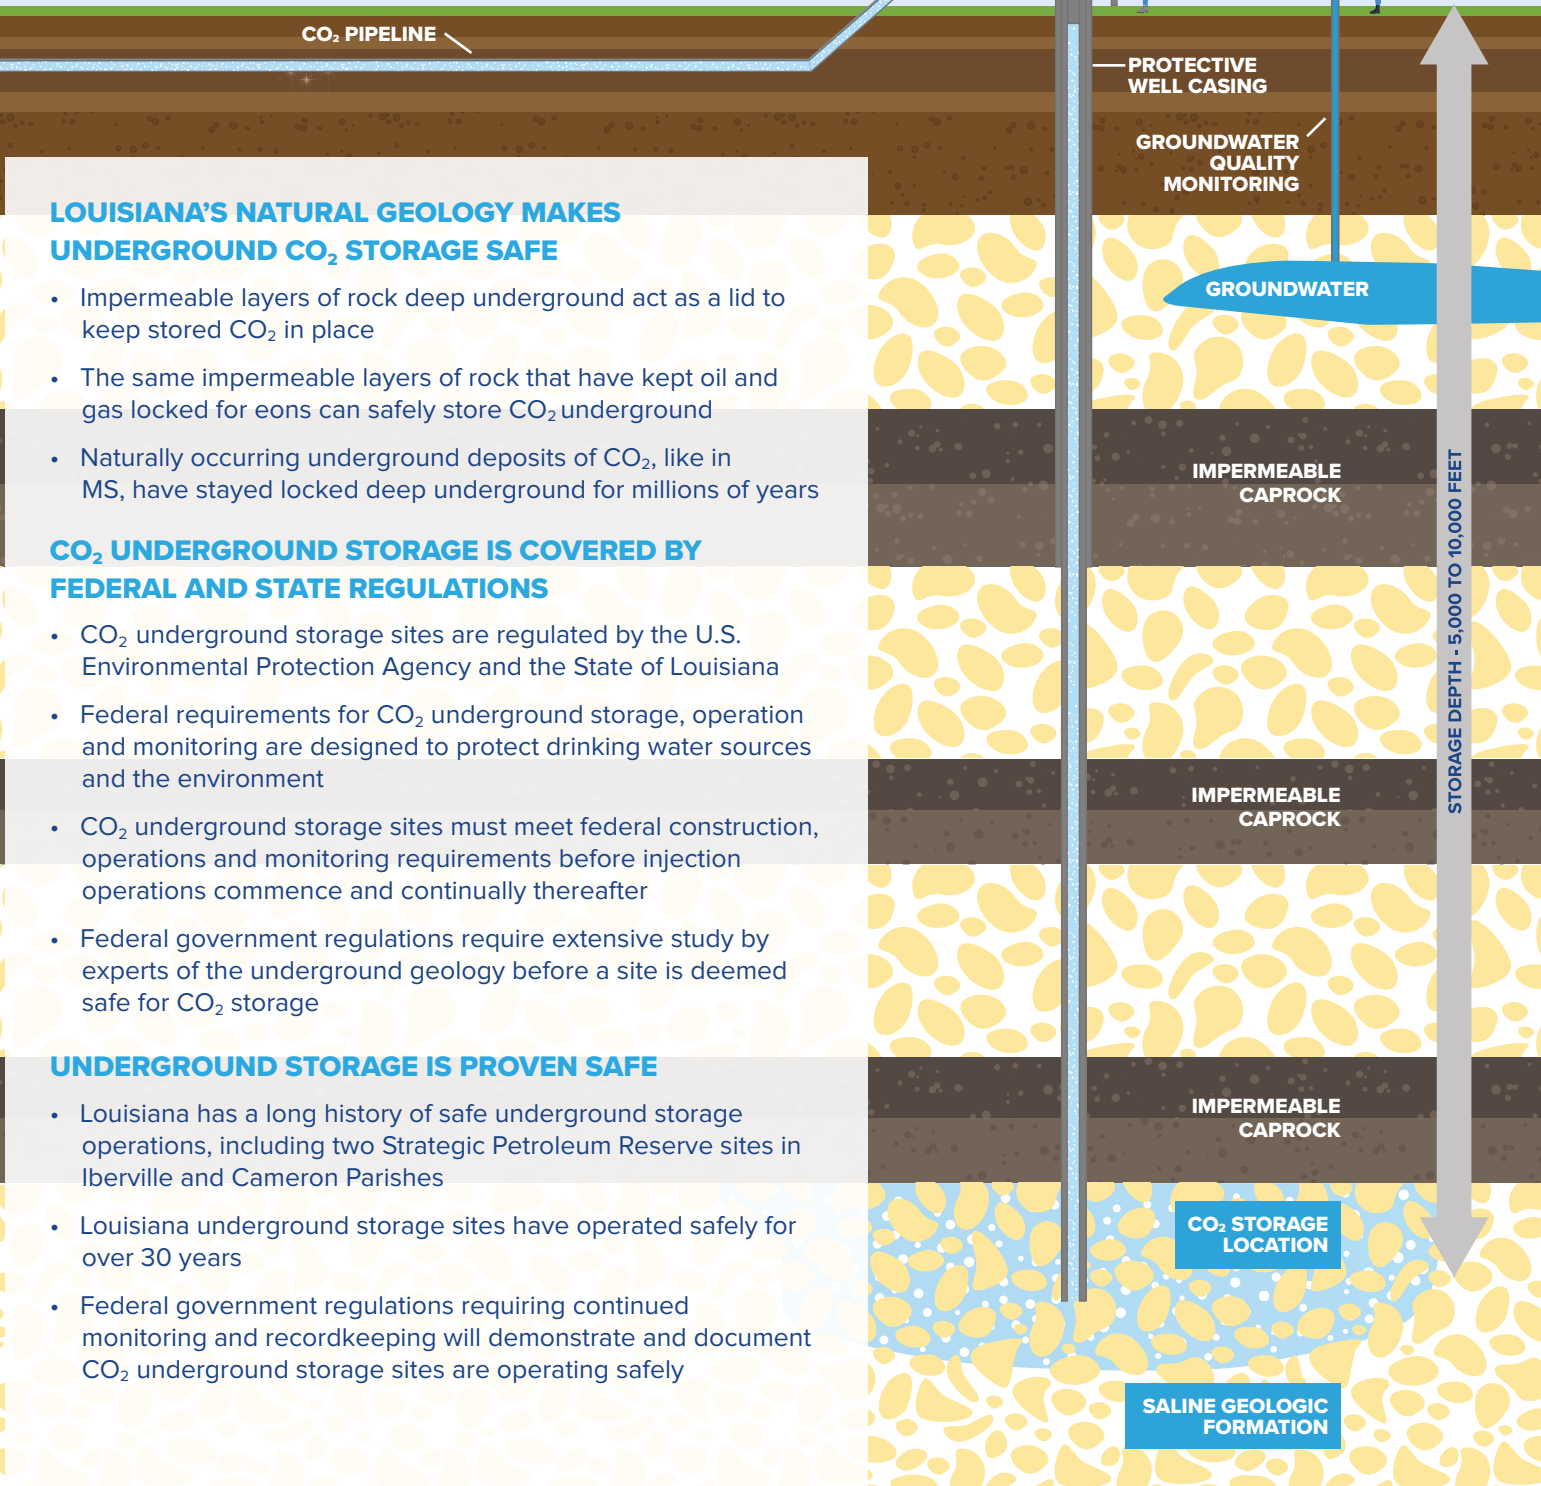 CO₂ PIPELINE
PROTECTIVE
WELL CASING
GROUNDWATER
QUALITY
MONITORING
GROUNDWATER
IMPERMEABLE
CAPROCK
STORAGE DEPTH - 5,000 TO 10,000 FEET
IMPERMEABLE
CAPROCK
IMPERMEABLE
CAPROCK
CO₂ STORAGE
LOCATION
SALINE GEOLOGIC
FORMATION
LOUISIANA’S NATURAL GEOLOGY MAKES
UNDERGROUND CO₂ STORAGE SAFE
• Impermeable layers of rock deep underground act as a lid to
keep stored CO₂ in place
• The same impermeable layers of rock that have kept oil and
gas locked for eons can safely store CO₂ underground
• Naturally occurring underground deposits of CO₂, like in
MS, have stayed locked deep underground for millions of years
CO₂ UNDERGROUND STORAGE IS COVERED BY
FEDERAL AND STATE REGULATIONS
• CO₂ underground storage sites are regulated by the U.S.
Environmental Protection Agency and the State of Louisiana
• Federal requirements for CO₂ underground storage, operation
and monitoring are designed to protect drinking water sources
and the environment
• CO₂ underground storage sites must meet federal construction,
operations and monitoring requirements before injection
operations commence and continually thereafter
• Federal government regulations require extensive study by
experts of the underground geology before a site is deemed
safe for CO₂ storage
UNDERGROUND STORAGE IS PROVEN SAFE
• Louisiana has a long history of safe underground storage
operations, including two Strategic Petroleum Reserve sites in
Iberville and Cameron Parishes
• Louisiana underground storage sites have operated safely for
over 30 years
• Federal government regulations requiring continued
monitoring and recordkeeping will demonstrate and document
CO₂ underground storage sites are operating safely